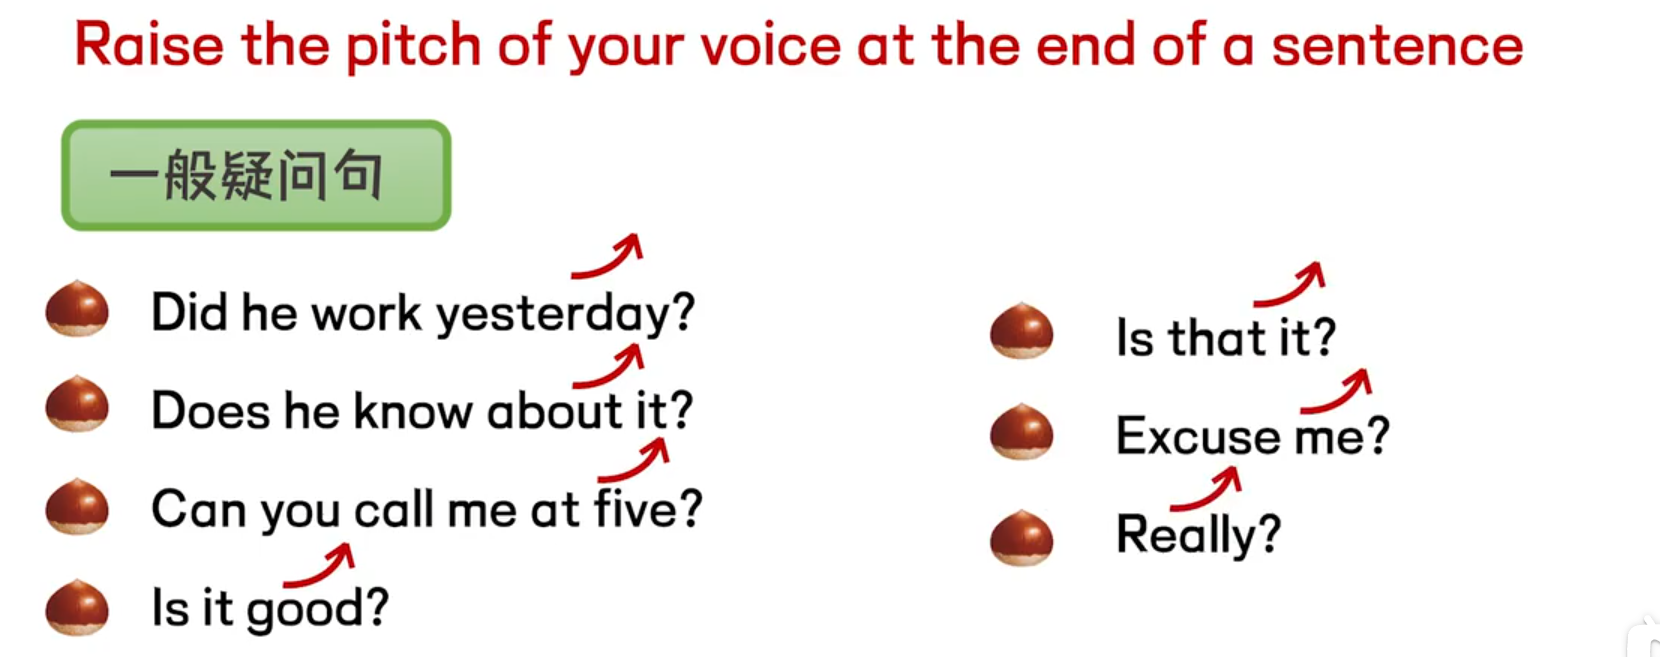 Raise the pitch of your voice at the end of a sentence
一般疑问句
Did he work yesterday?
Does he know about it?
Can you call me at five?
Is it good?
Is that it?
Excuse me?
Really?